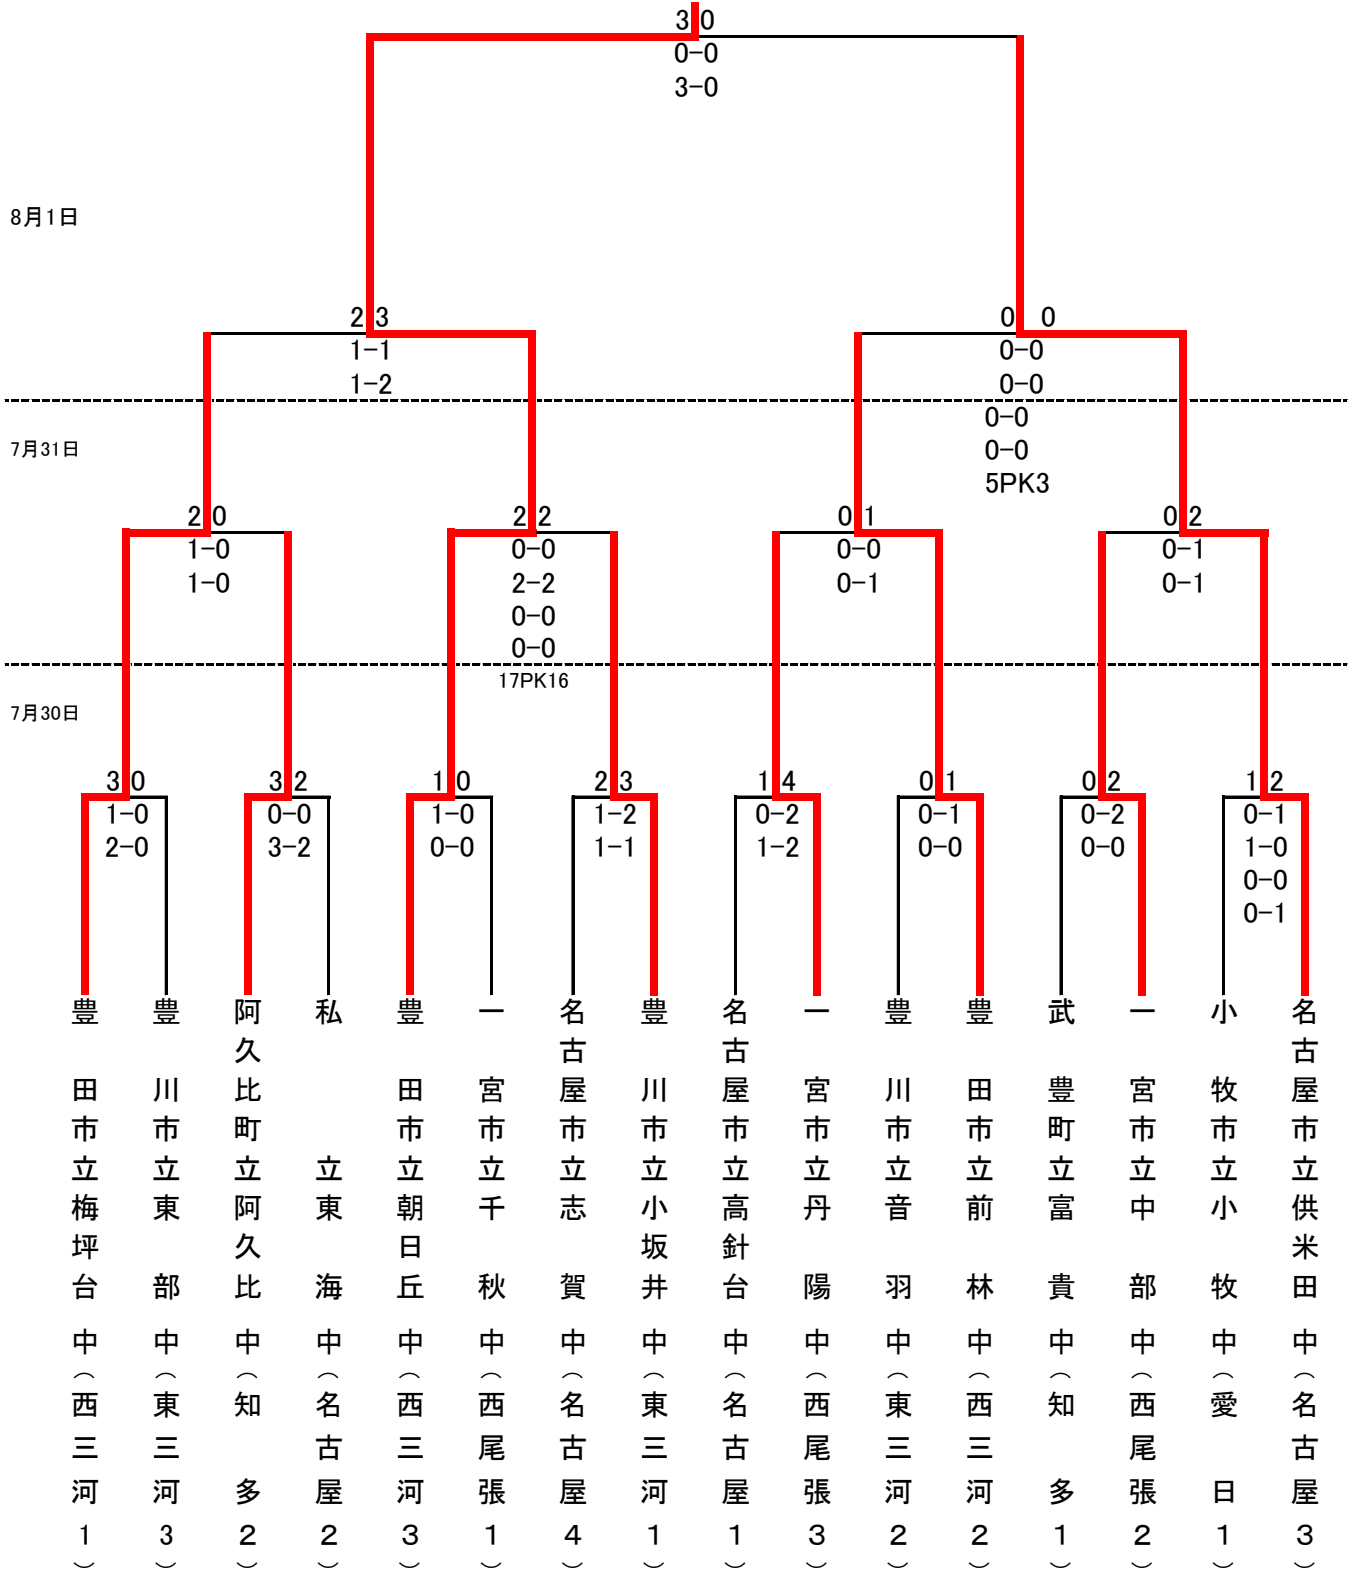 3 0
0-0
3-0
8月1日
2 3
1-1
1-2
0 0
0-0
0-0
0-0
0-0
5PK3
7月31日
2 0
1-0
1-0
2 2
0-0
2-2
0-0
0-0
17PK16
0 1
0-0
0-1
0 2
0-1
0-1
7月30日
3 0
1-0
2-0
3 2
0-0
3-2
1 0
1-0
0-0
2 3
1-2
1-1
1 4
0-2
1-2
0 1
0-1
0-0
0 2
0-2
0-0
1 2
0-1
1-0
0-0
0-1
豊田市立梅坪台中(西三河1)
豊川市立東部中(東三河3)
阿久比町立阿久比中(知多2)
私立東海中(名古屋2)
豊田市立朝日丘中(西三河3)
一宮市立千秋中(西尾張1)
名古屋市立志賀中(名古屋4)
豊川市立小坂井中(東三河1)
名古屋市立高針台中(名古屋1)
一宮市立丹陽中(西尾張3)
豊川市立音羽中(東三河2)
豊田市立前林中(西三河2)
武豊町立富貴中(知多1)
一宮市立中部中(西尾張2)
小牧市立小牧中(愛日1)
名古屋市立供米田中(名古屋3)